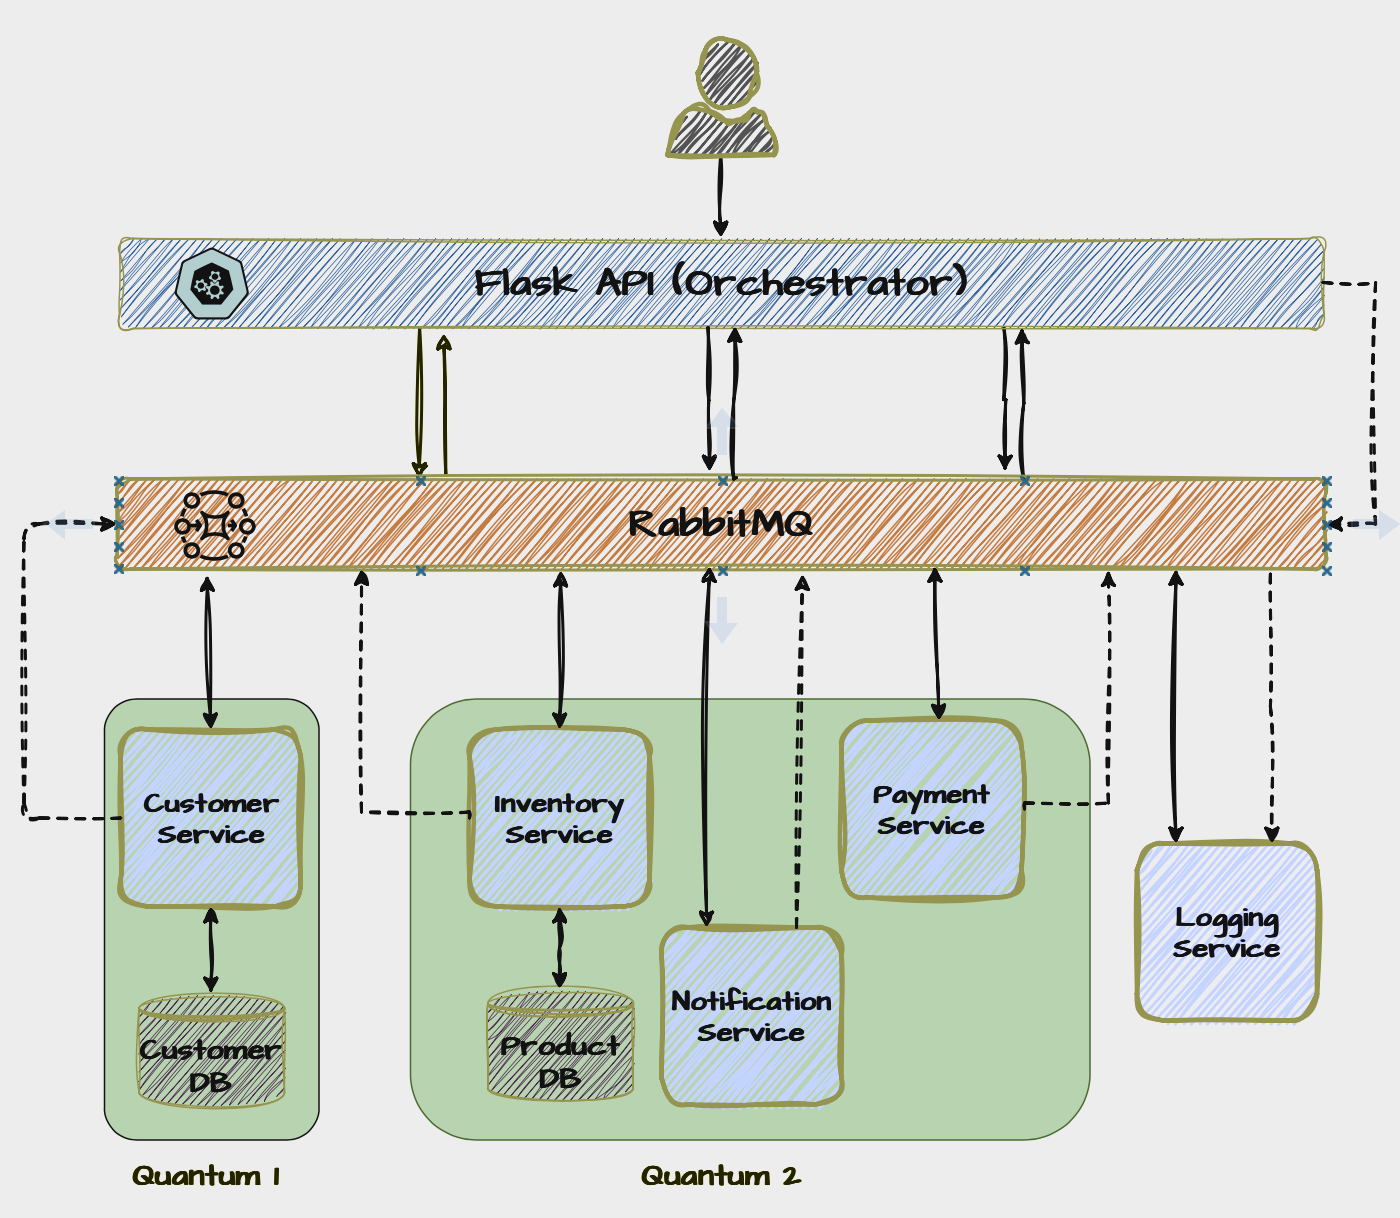 Flask API (Orchestrator)
RabbitMQ
Customer
Service
Inventory
Service
Payment
Service
Logging
Service
Notification
Service
Customer
DB
Product
DB
Quantum 1
Quantum 2